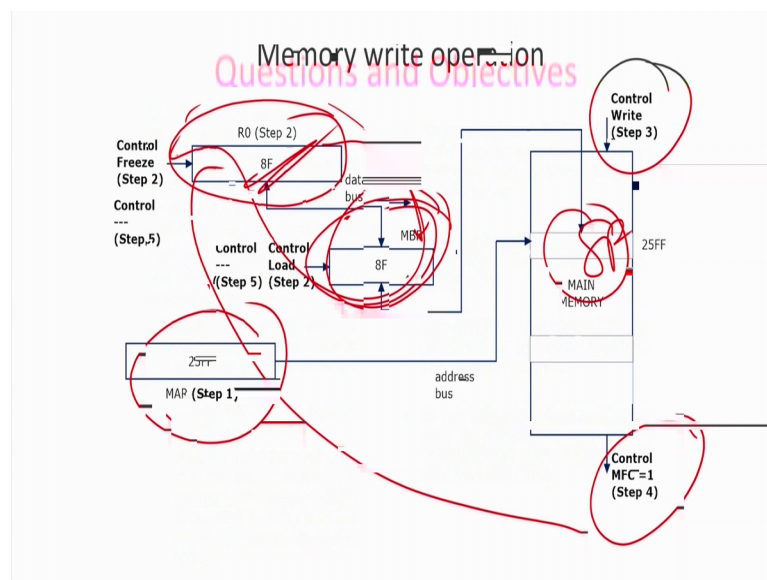 Memory write operation
Questions and Objectives
Control
Write
(Step 3)
R0 (Step 2)
Control
Freeze
(Step 2)
8F
data
bus
Control
---
(Step,5)
MBR
Control
---
(Step 5)
Control
Load
(Step 2)
8F
25FF
MAIN
MEMORY
25FF
MAR (Step 1)
address
bus
Control
MFC=1
(Step 4)